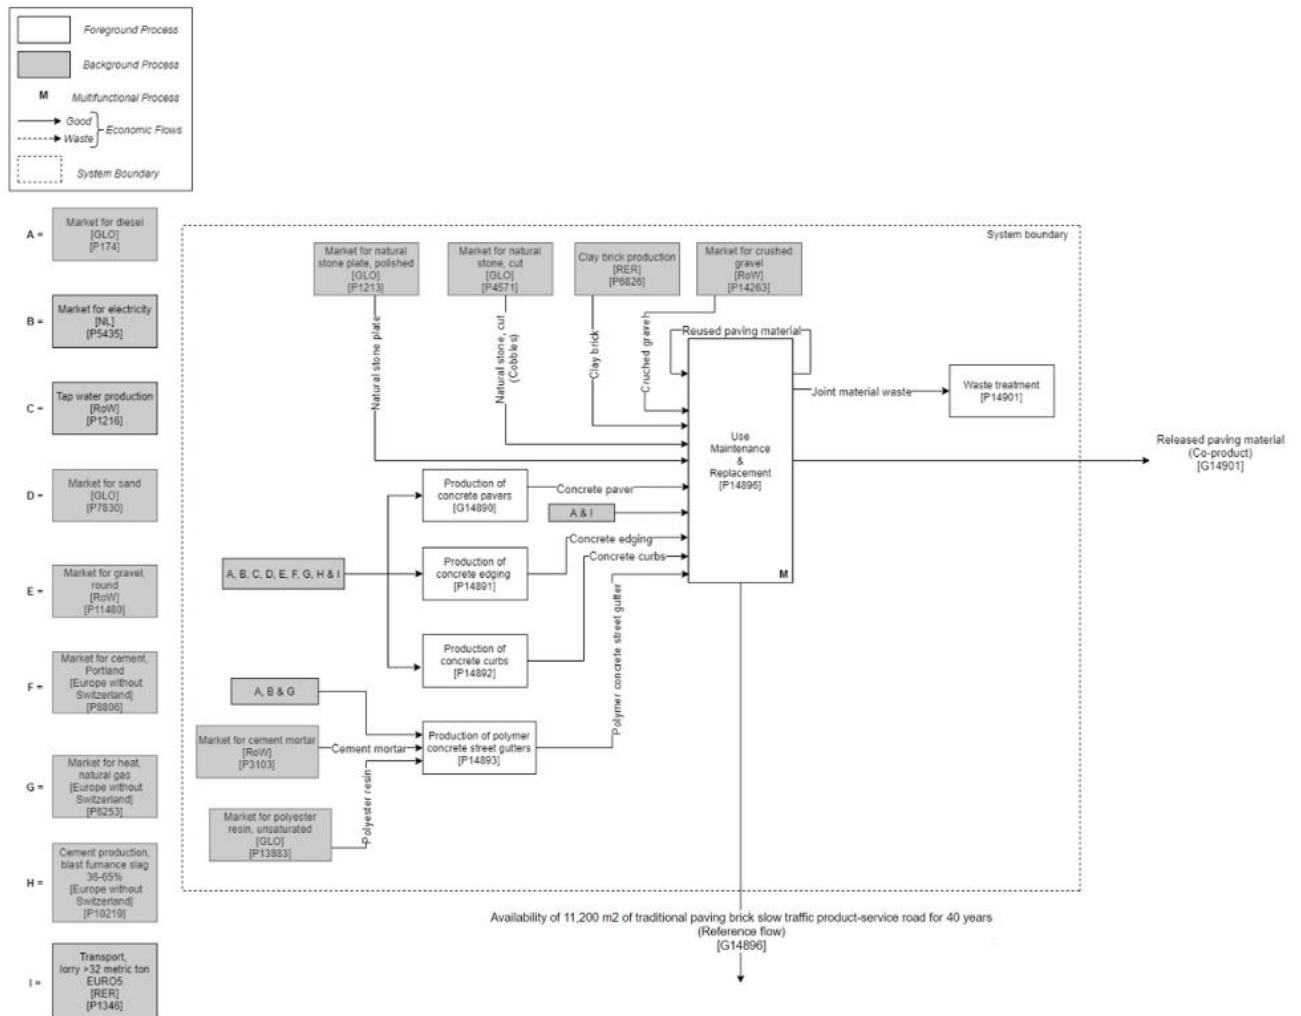 Foreground Process
Background Process
M Multifunctional Process
Good
Waste
Economic Flows
System Boundary
A =
Market for diesel
[GLO]
[P174]
B =
Market for electricity
[NL]
[P5435]
C =
Tap water production
[RoW]
[P1216]
D =
Market for sand
[GLO]
[P7830]
E =
Market for gravel,
round
[RoW]
[P11480]
F =
Market for cement,
Portland
[Europe without
Switzerland]
[P8806]
G =
Market for heat,
natural gas
[Europe without
Switzerland]
[P6253]
H =
Cement production,
blast furnance slag
36-65%
[Europe without
Switzerland]
[P10219]
I =
Transport,
lorry >32 metric ton
EURO5
[RER]
[P1346]
System boundary
Market for natural
stone plate, polished
[GLO]
[P1213]
Market for natural
stone, cut
[GLO]
[P4571]
Clay brick production
[RER]
[P6826]
Market for crushed
gravel
[RoW]
[P14263]
Natural stone plate
Natural stone, cut
(Cobbles)
Clay brick
Cruched gravel
Reused paving material
Joint material waste
Waste treatment
[P14901]
Use
Maintenance
&
Replacement
[P14896]
M
Released paving material
(Co-product)
[G14901]
Production of
concrete pavers
[G14890]
Concrete paver
A & I
A, B, C, D, E, F, G, H & I
Production of
concrete edging
[P14891]
Concrete edging
Concrete curbs
Production of
concrete curbs
[P14892]
Polymer concrete street gutter
A, B & G
Market for cement mortar
[RoW]
[P3103]
Cement mortar
Production of polymer
concrete street gutters
[P14893]
Polyester resin
Market for polyester
resin, unsaturated
[GLO]
[P13883]
Availability of 11,200 m2 of traditional paving brick slow traffic product-service road for 40 years
(Reference flow)
[G14896]